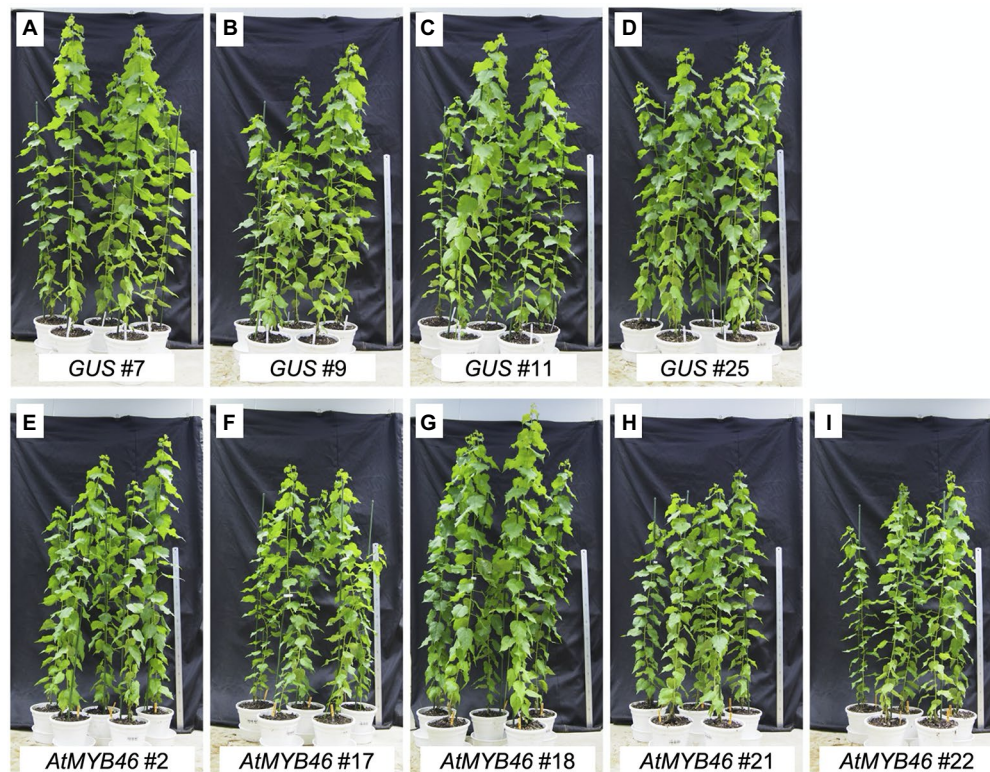 A
B
C
D
GUS #7
GUS #9
GUS #11
GUS #25
E
F
G
H
I
AtMYB46 #2
AtMYB46 #17
AtMYB46 #18
AtMYB46 #21
AtMYB46 #22